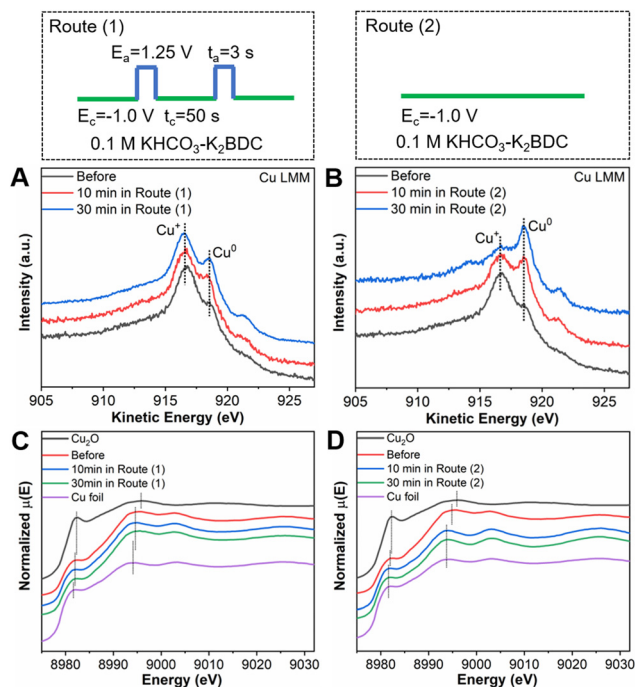 Route (1)
Eₐ=1.25 V tₐ=3 s
E꜀=-1.0 V t꜀=50 s
0.1 M KHCO₃-K₂BDC
Route (2)
E꜀=-1.0 V
0.1 M KHCO₃-K₂BDC
A
Before
10 min in Route (1)
30 min in Route (1)
Cu LMM
Cu⁺
Cu⁰
Intensity (a.u.)
905 910 915 920 925
Kinetic Energy (eV)
B
Before
10 min in Route (2)
30 min in Route (2)
Cu LMM
Cu⁺
Cu⁰
Intensity (a.u.)
905 910 915 920 925
Kinetic Energy (eV)
C
Cu₂O
Before
10min in Route (1)
30min in Route (1)
Cu foil
Normalized μ(E)
8980 8990 9000 9010 9020 9030
Energy (eV)
D
Cu₂O
Before
10 min in Route (2)
30 min in Route (2)
Cu foil
Normalized μ(E)
8980 8990 9000 9010 9020 9030
Energy (eV)